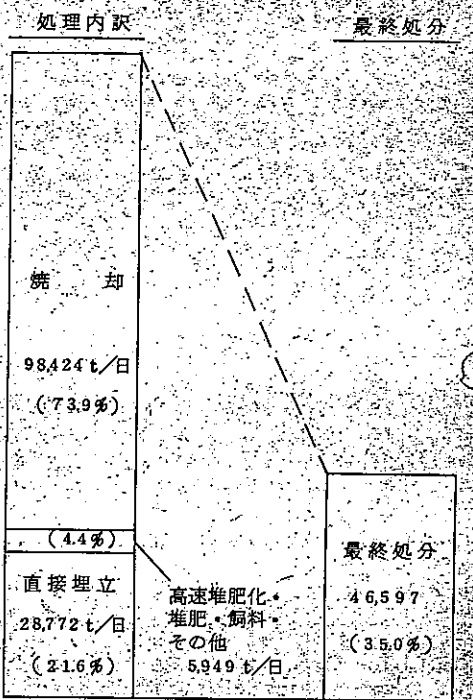 処理内訳
最終処分
焼却
98,424 t/日
(73.9%)
(4.4%)
直接埋立
28,772 t/日
(21.6%)
高速堆肥化・
堆肥・飼料・
その他
5,949 t/日
最終処分
46,597
(35.0%)